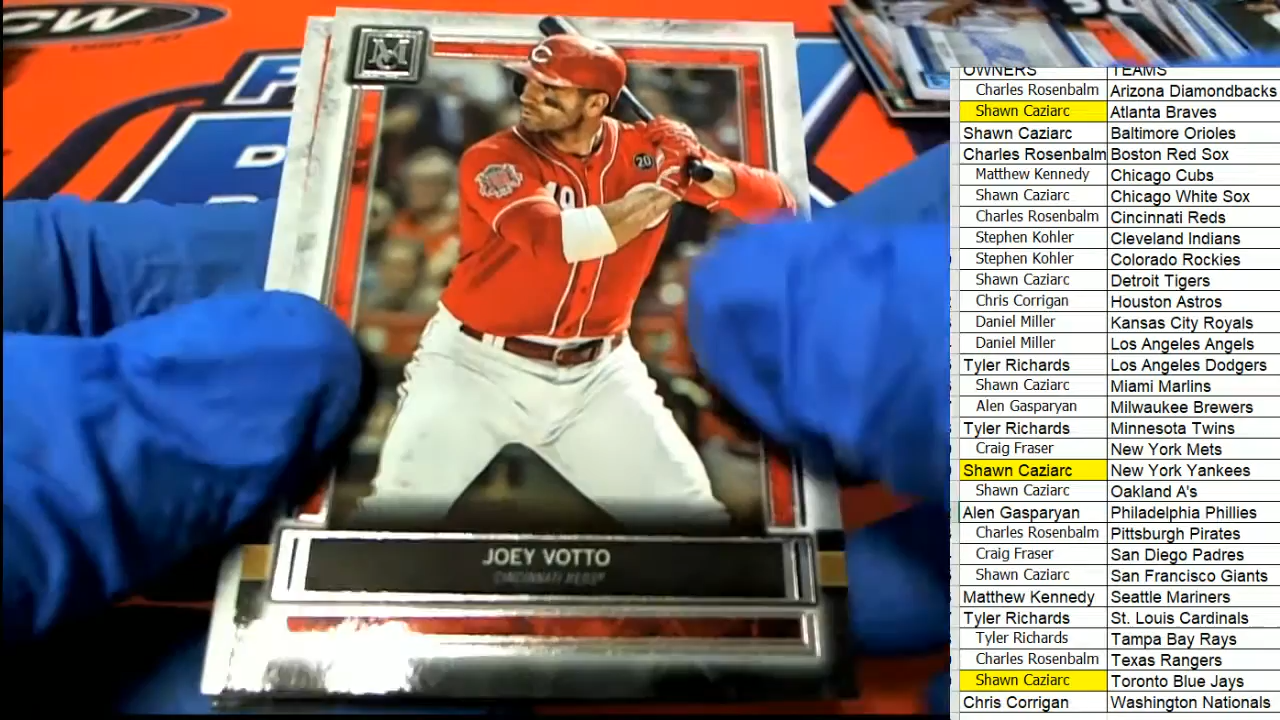 CW
F
D
M
C
20
19
JOEY VOTTO
CINCINNATI REDS
OWNERS TEAMS
Charles Rosenbalm Arizona Diamondbacks
Shawn Caziarc Atlanta Braves
Shawn Caziarc Baltimore Orioles
Charles Rosenbalm Boston Red Sox
Matthew Kennedy Chicago Cubs
Shawn Caziarc Chicago White Sox
Charles Rosenbalm Cincinnati Reds
Stephen Kohler Cleveland Indians
Stephen Kohler Colorado Rockies
Shawn Caziarc Detroit Tigers
Chris Corrigan Houston Astros
Daniel Miller Kansas City Royals
Daniel Miller Los Angeles Angels
Tyler Richards Los Angeles Dodgers
Shawn Caziarc Miami Marlins
Alen Gasparyan Milwaukee Brewers
Tyler Richards Minnesota Twins
Craig Fraser New York Mets
Shawn Caziarc New York Yankees
Shawn Caziarc Oakland A's
Alen Gasparyan Philadelphia Phillies
Charles Rosenbalm Pittsburgh Pirates
Craig Fraser San Diego Padres
Shawn Caziarc San Francisco Giants
Matthew Kennedy Seattle Mariners
Tyler Richards St. Louis Cardinals
Tyler Richards Tampa Bay Rays
Charles Rosenbalm Texas Rangers
Shawn Caziarc Toronto Blue Jays
Chris Corrigan Washington Nationals